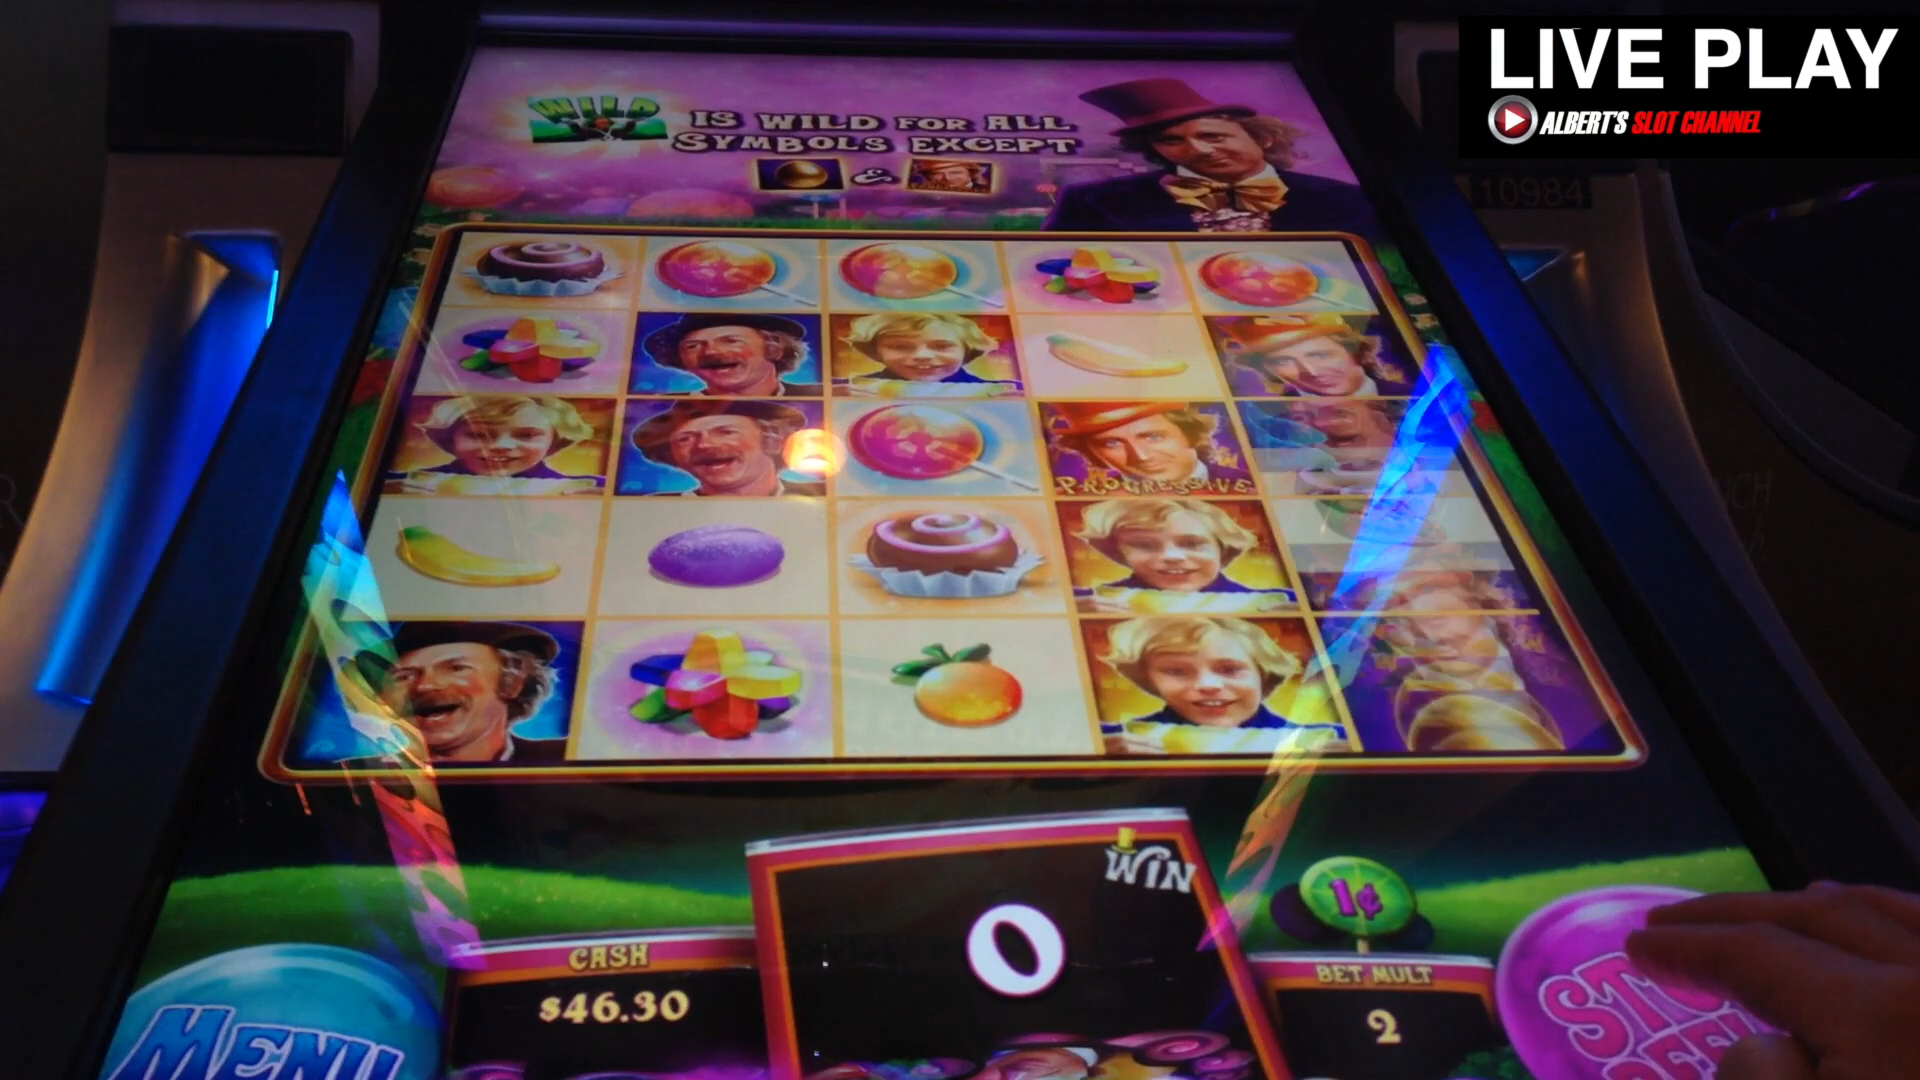 LIVE PLAY
ALBERT'S SLOT CHANNEL
WILD IS WILD FOR ALL
SYMBOLS EXCEPT
&
10984
PROGRESSIVE
WIN
0
1¢
CASH
$46.30
BET MULT
2
MENU